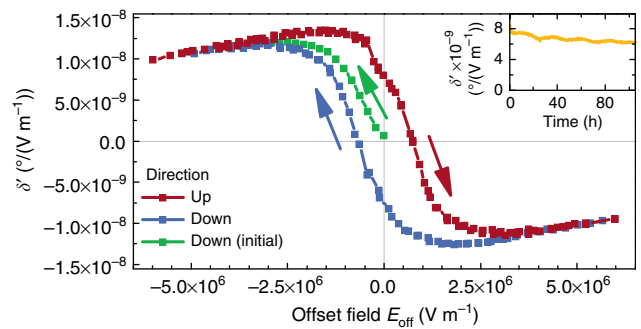 1.5×10⁻⁸
1.0×10⁻⁸
5.0×10⁻⁹
0.0
−5.0×10⁻⁹
−1.0×10⁻⁸
−1.5×10⁻⁸
δ′ (°/(V m⁻¹))
Direction
Up
Down
Down (initial)
−5.0×10⁶
−2.5×10⁶
0.0
2.5×10⁶
5.0×10⁶
Offset field E_off (V m⁻¹)
δ′ ×10⁻⁹
(°/(V m⁻¹))
8
4
0
0
40
80
Time (h)